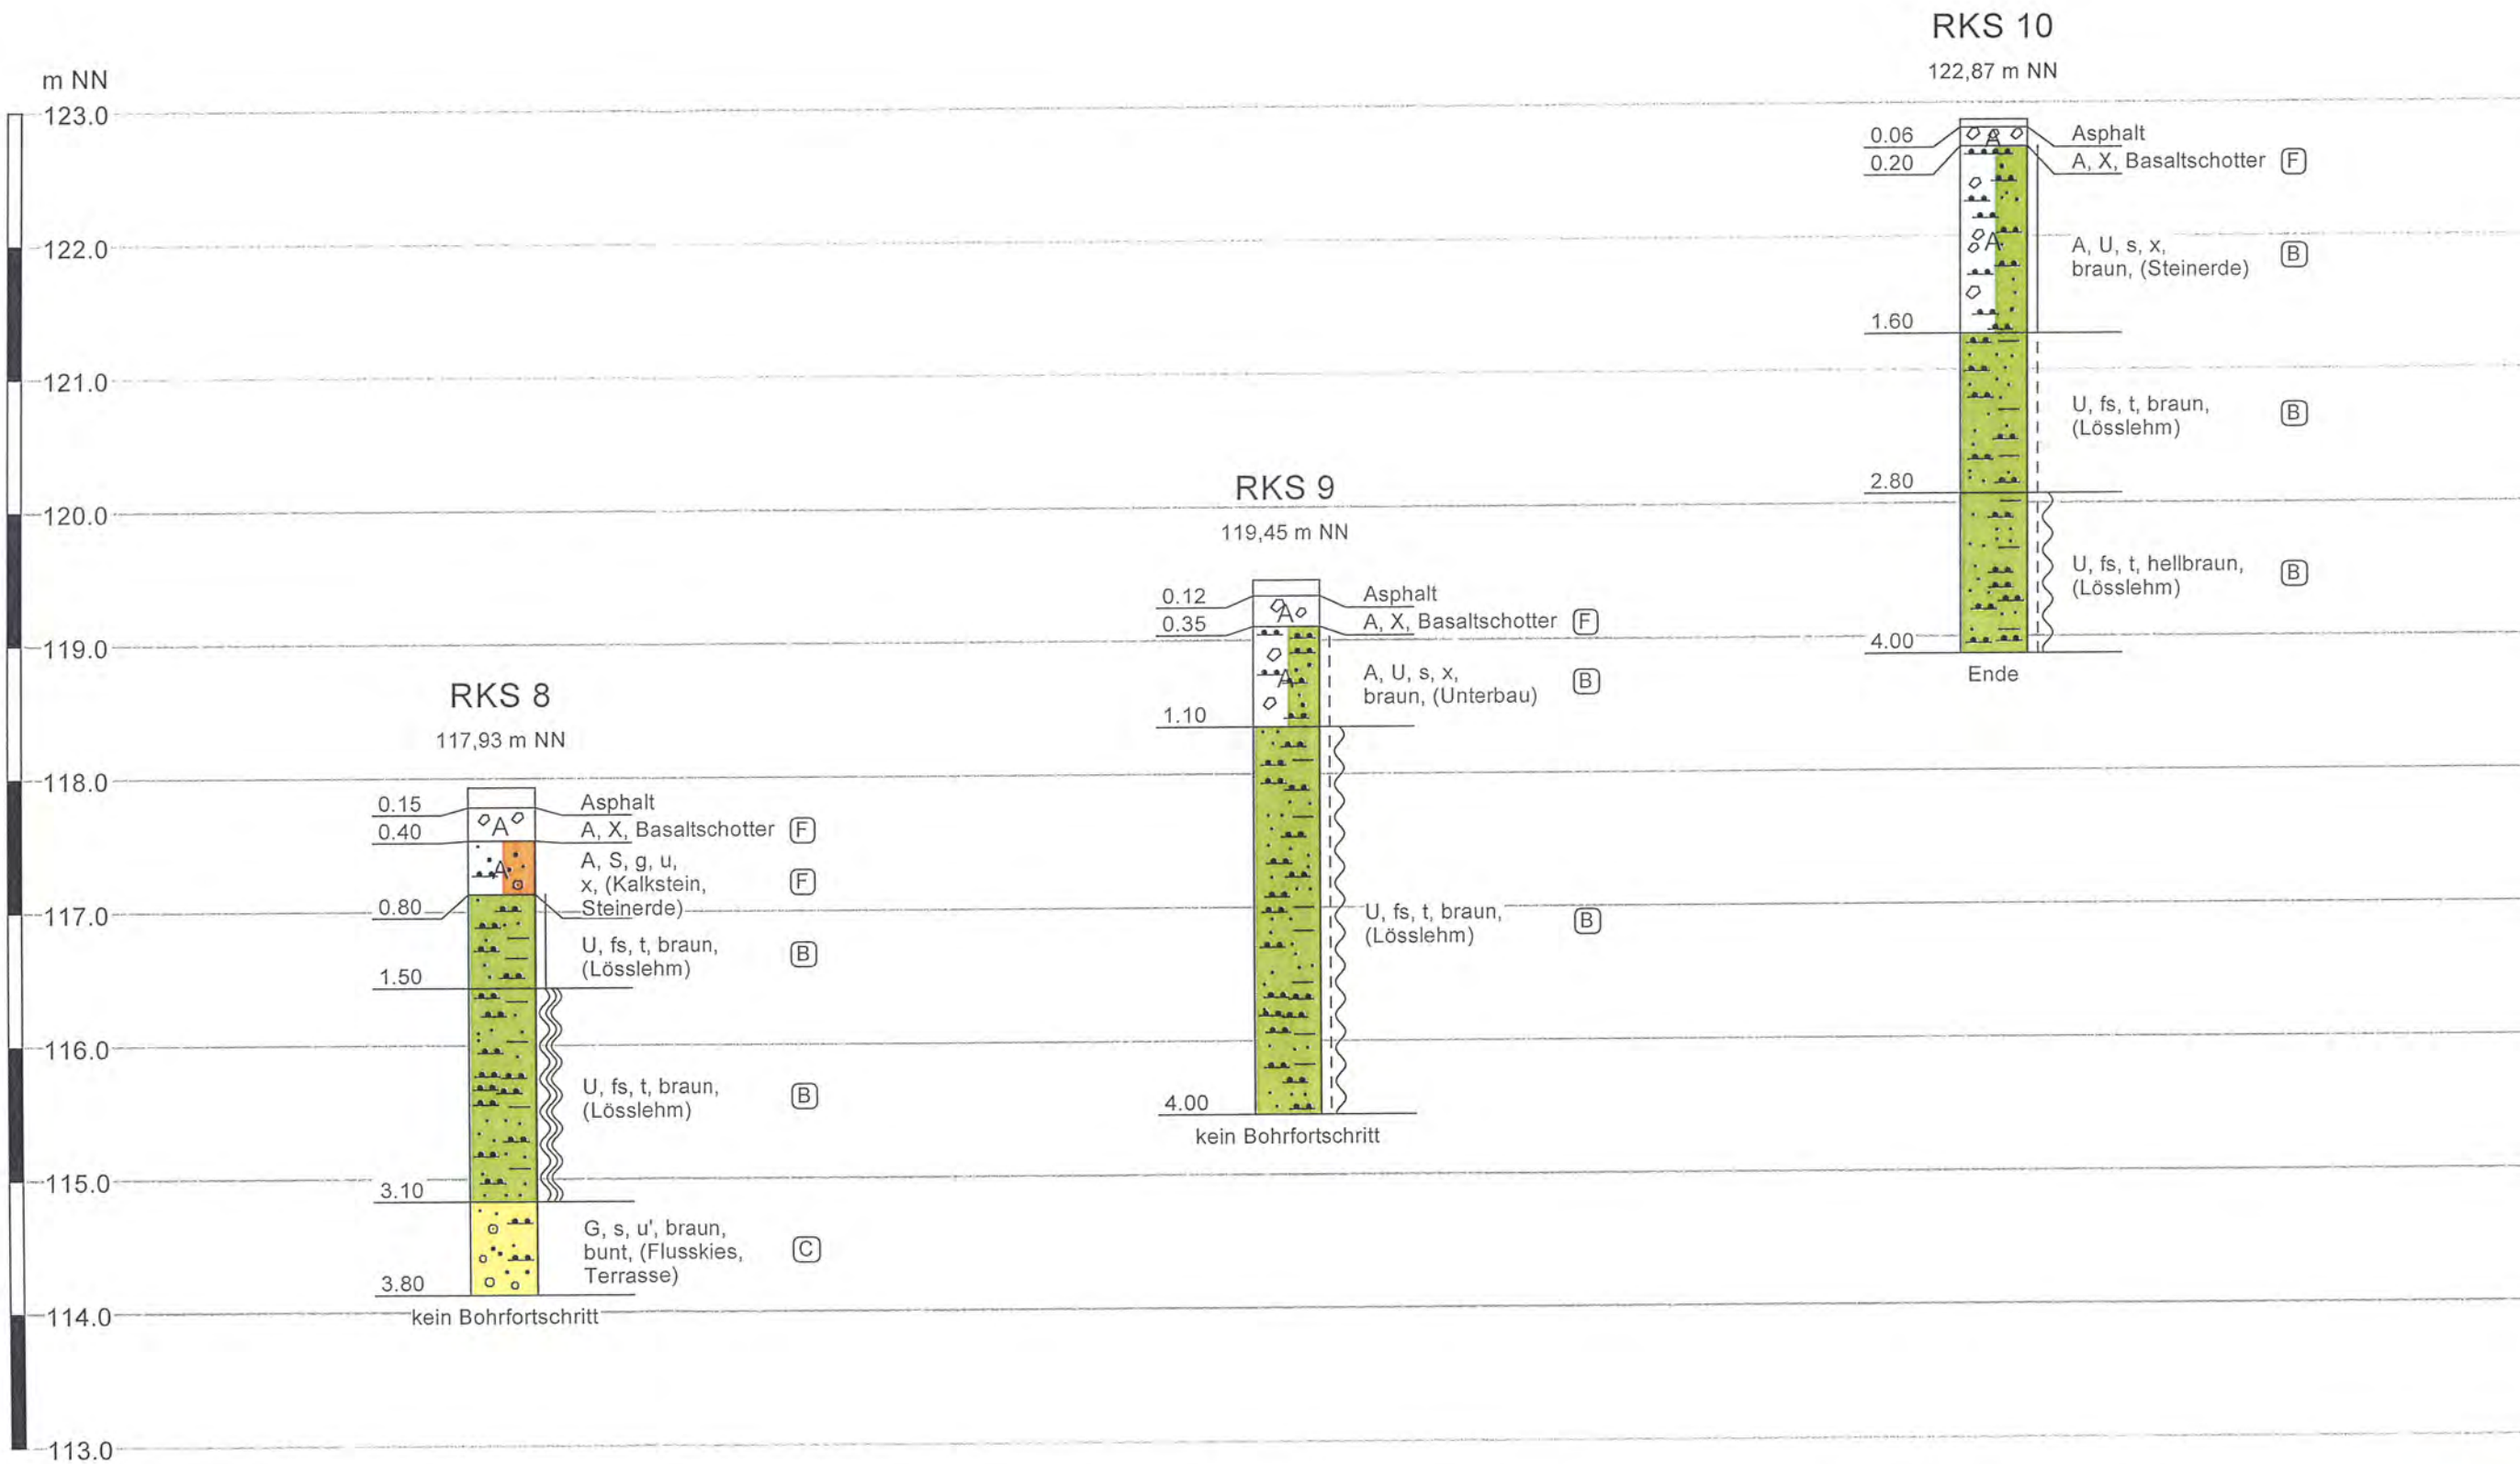 m NN
123.0
122.0
121.0
120.0
119.0
118.0
117.0
116.0
115.0
114.0
113.0
RKS 8
117,93 m NN
0.15
Asphalt
0.40
A, X, Basaltschotter F
A
A
A, S, g, u,
x, (Kalkstein, F
Steinerde)
0.80
U, fs, t, braun,
(Lösslehm) B
1.50
U, fs, t, braun,
(Lösslehm) B
3.10
G, s, u', braun,
bunt, (Flusskies, C
Terrasse)
3.80
kein Bohrfortschritt
RKS 9
119,45 m NN
0.12
Asphalt
0.35
A, X, Basaltschotter F
A
A
A, U, s, x,
braun, (Unterbau) B
1.10
U, fs, t, braun,
(Lösslehm) B
4.00
kein Bohrfortschritt
RKS 10
122,87 m NN
0.06
Asphalt
0.20
A, X, Basaltschotter F
A
A
A, U, s, x,
braun, (Steinerde) B
1.60
U, fs, t, braun,
(Lösslehm) B
2.80
U, fs, t, hellbraun,
(Lösslehm) B
4.00
Ende